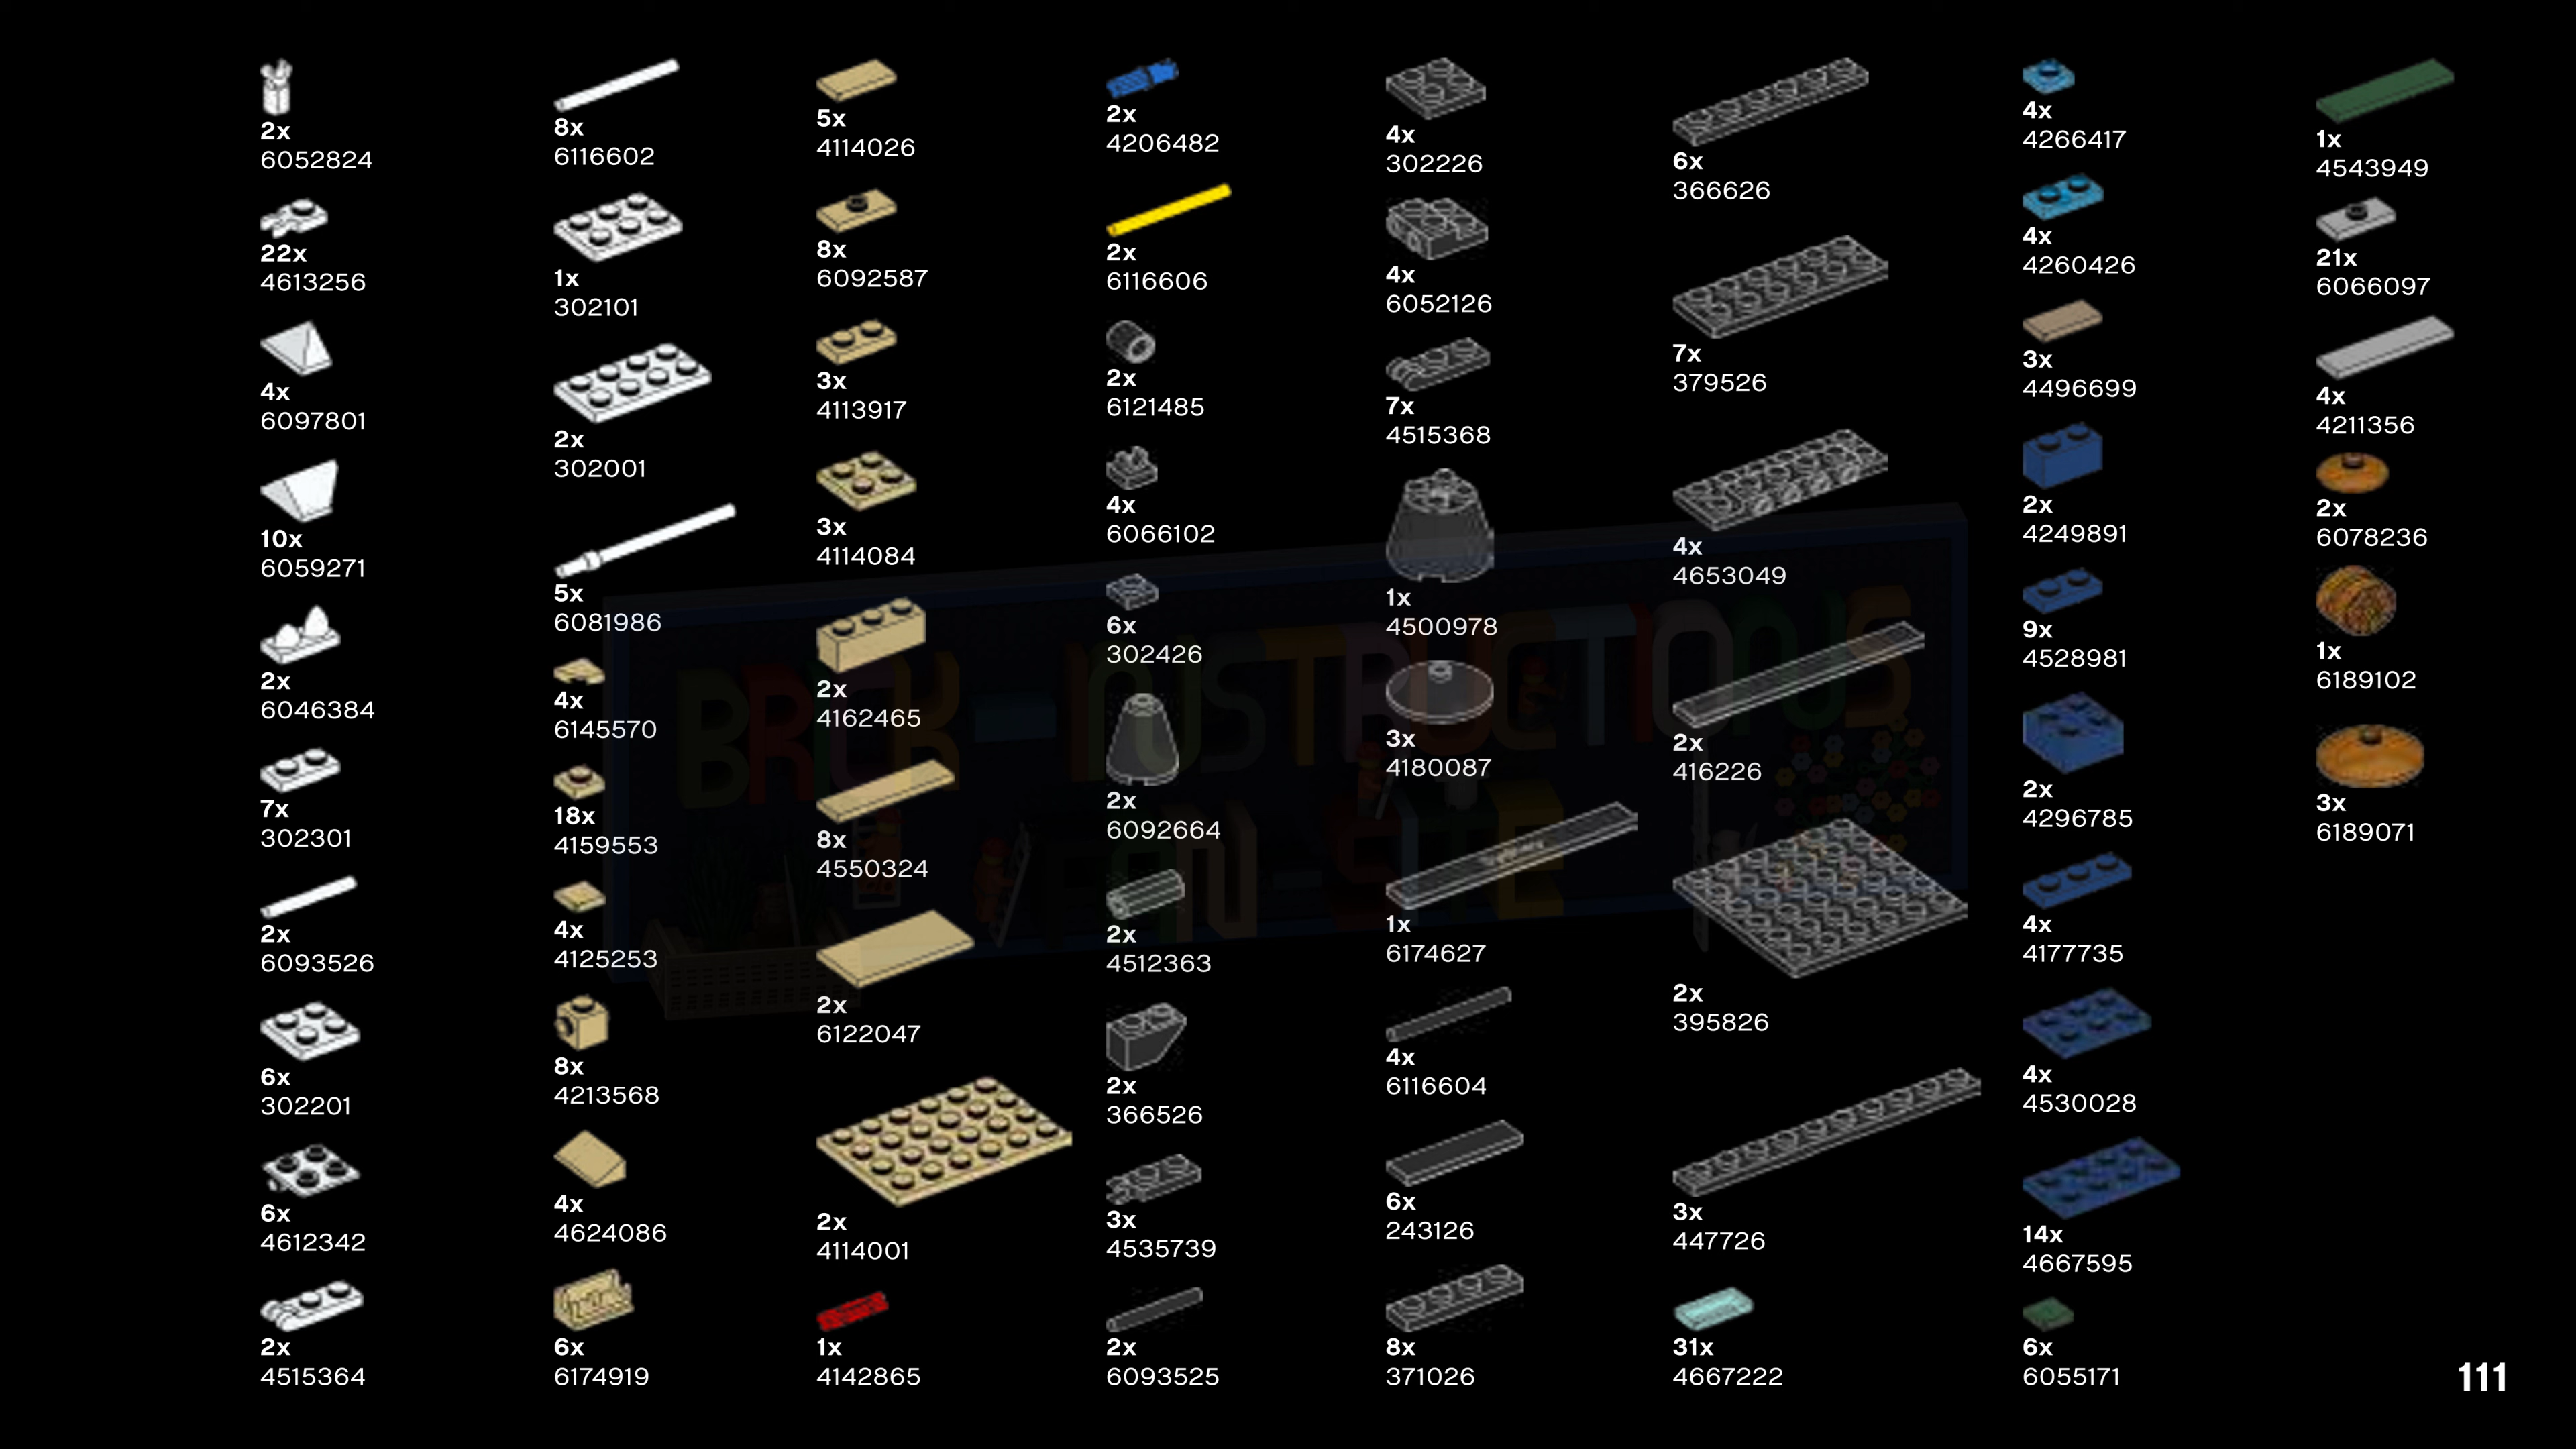 2x
6052824
22x
4613256
4x
6097801
10x
6059271
2x
6046384
7x
302301
2x
6093526
6x
302201
6x
4612342
2x
4515364
8x
6116602
1x
302101
2x
302001
5x
6081986
4x
6145570
18x
4159553
4x
4125253
8x
4213568
4x
4624086
6x
6174919
5x
4114026
8x
6092587
3x
4113917
3x
4114084
2x
4162465
8x
4550324
2x
6122047
2x
4114001
1x
4142865
2x
4206482
2x
6116606
2x
6121485
4x
6066102
6x
302426
2x
6092664
2x
4512363
2x
366526
3x
4535739
2x
6093525
4x
302226
4x
6052126
7x
4515368
1x
4500978
3x
4180087
1x
6174627
4x
6116604
6x
243126
8x
371026
6x
366626
7x
379526
4x
4653049
2x
416226
2x
395826
3x
447726
31x
4667222
4x
4266417
4x
4260426
3x
4496699
2x
4249891
9x
4528981
2x
4296785
4x
4177735
4x
4530028
14x
4667595
6x
6055171
1x
4543949
21x
6066097
4x
4211356
2x
6078236
1x
6189102
3x
6189071
BRICK-INSTRUCTIONS
FAN-SITE
111